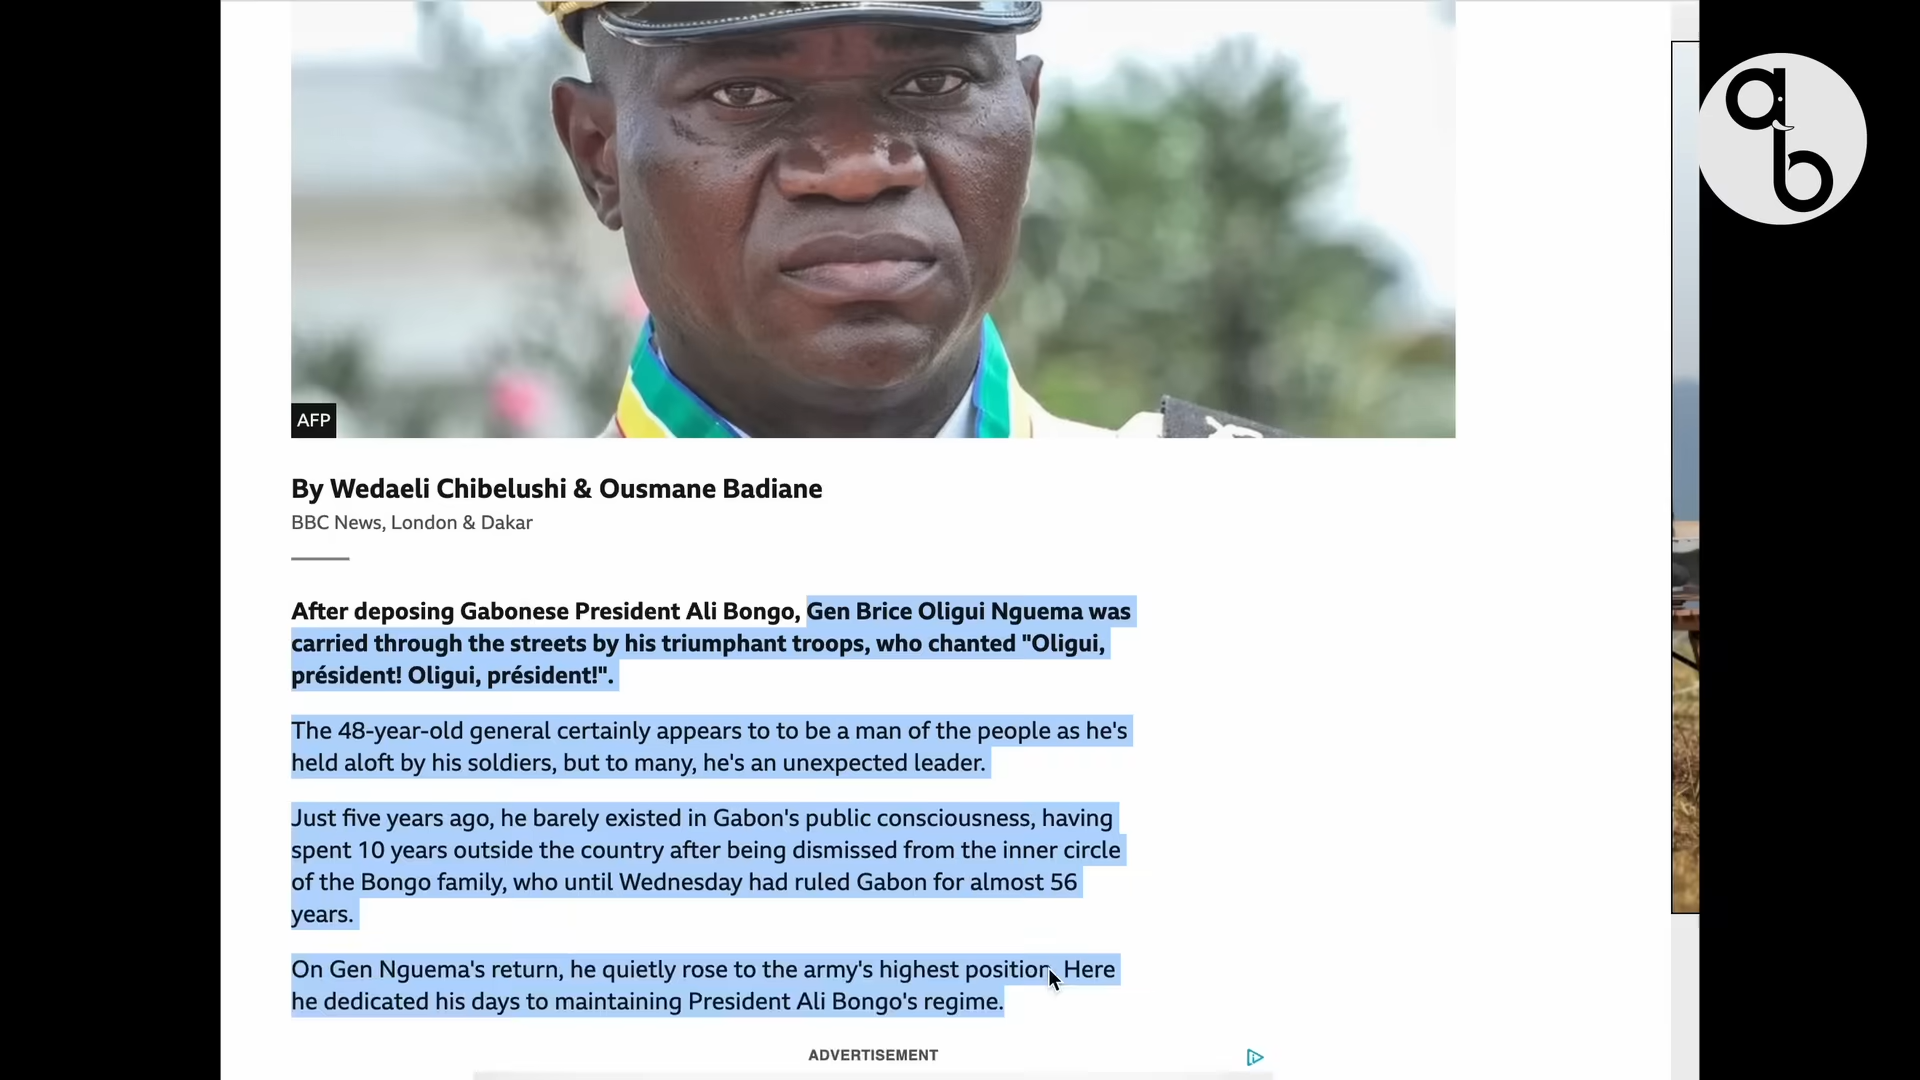 ab
AFP
By Wedaeli Chibelushi & Ousmane Badiane
BBC News, London & Dakar
After deposing Gabonese President Ali Bongo, Gen Brice Oligui Nguema was
carried through the streets by his triumphant troops, who chanted "Oligui,
président! Oligui, président!".
The 48-year-old general certainly appears to to be a man of the people as he's
held aloft by his soldiers, but to many, he's an unexpected leader.
Just five years ago, he barely existed in Gabon's public consciousness, having
spent 10 years outside the country after being dismissed from the inner circle
of the Bongo family, who until Wednesday had ruled Gabon for almost 56
years.
On Gen Nguema's return, he quietly rose to the army's highest position. Here
he dedicated his days to maintaining President Ali Bongo's regime.
ADVERTISEMENT